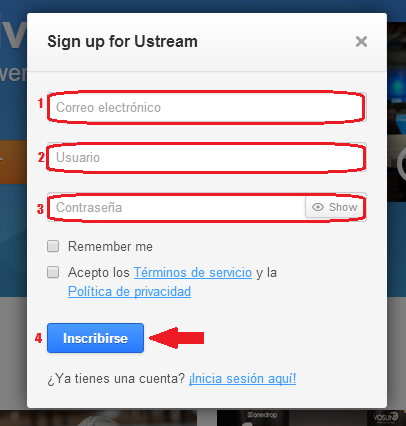 Sign up for Ustream
1 Correo electrónico
2 Usuario
3 Contraseña Show
Remember me
Acepto los Términos de servicio y la
Política de privacidad
4 Inscribirse
¿Ya tienes una cuenta? ¡Inicia sesión aquí!